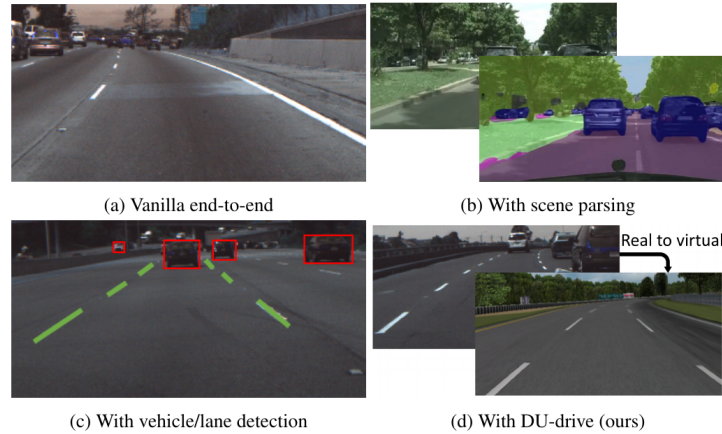 (a) Vanilla end-to-end
(b) With scene parsing
Real to virtual
(c) With vehicle/lane detection
(d) With DU-drive (ours)